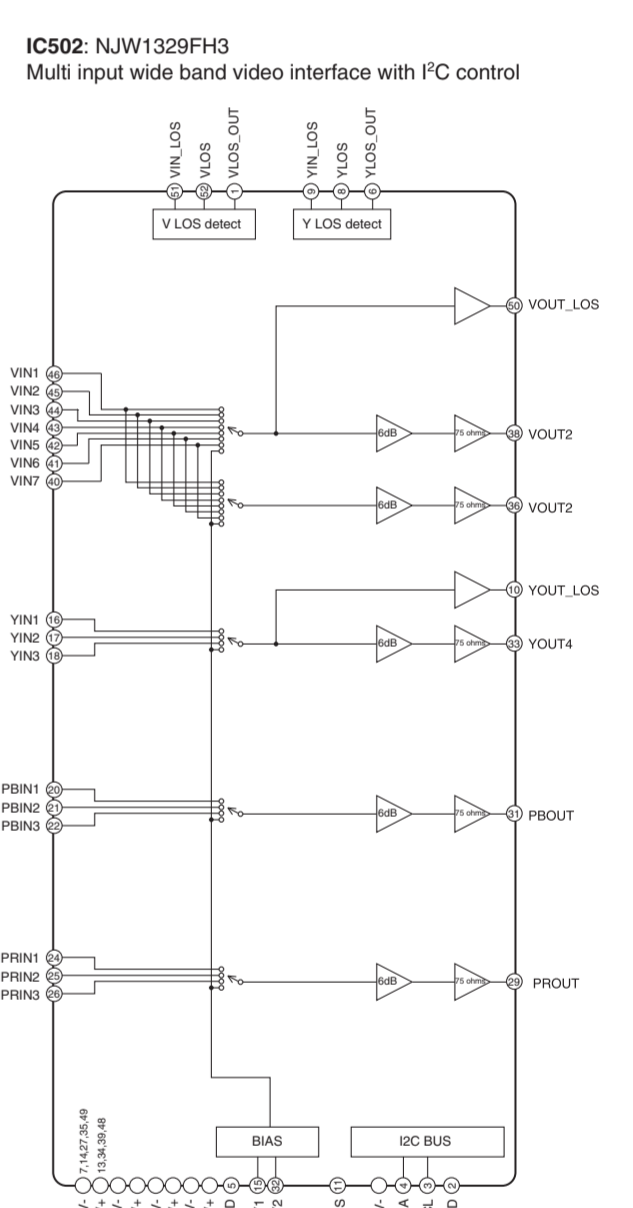 IC502: NJW1329FH3
Multi input wide band video interface with I²C control
VIN_LOS
VLOS
VLOS_OUT
YIN_LOS
YLOS
YLOS_OUT
51
52
1
9
8
6
V LOS detect
Y LOS detect
50 VOUT_LOS
VIN1 46
VIN2 45
VIN3 44
VIN4 43
VIN5 42
VIN6 41
VIN7 40
6dB 75 ohms 38 VOUT2
6dB 75 ohms 36 VOUT2
10 YOUT_LOS
YIN1 16
YIN2 17
YIN3 18
6dB 75 ohms 33 YOUT4
PBIN1 20
PBIN2 21
PBIN3 22
6dB 75 ohms 31 PBOUT
PRIN1 24
PRIN2 25
PRIN3 26
6dB 75 ohms 29 PROUT
7,14,27,35,49
13,34,39,48
BIAS
I2C BUS
5
15
32
11
4
3
2